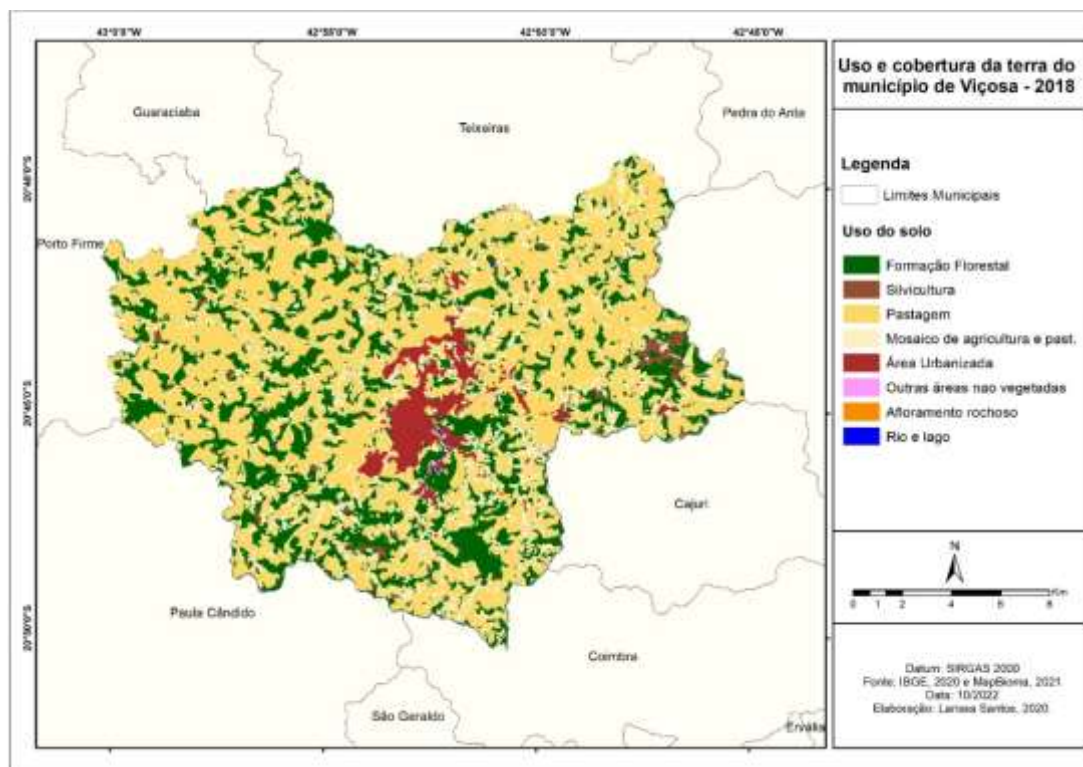 43°0'0"W
42°55'0"W
42°50'0"W
42°45'0"W
Guaraciaba
Teixeiras
Pedra do Anta
Porto Firme
Cajuri
Paula Cândido
Coimbra
São Geraldo
Ervália
20°45'0"S
20°50'0"S
Uso e cobertura da terra do
município de Viçosa - 2018
Legenda
Limites Municipais
Uso do solo
Formação Florestal
Silvicultura
Pastagem
Mosaico de agricultura e past.
Área Urbanizada
Outras áreas nao vegetadas
Afloramento rochoso
Rio e lago
N
0 1 2 4 6 8
Km
Datum: SIRGAS 2000
Fonte: IBGE, 2020 e MapBioma, 2021
Data: 10/2022
Elaboração: Larissa Santos, 2020